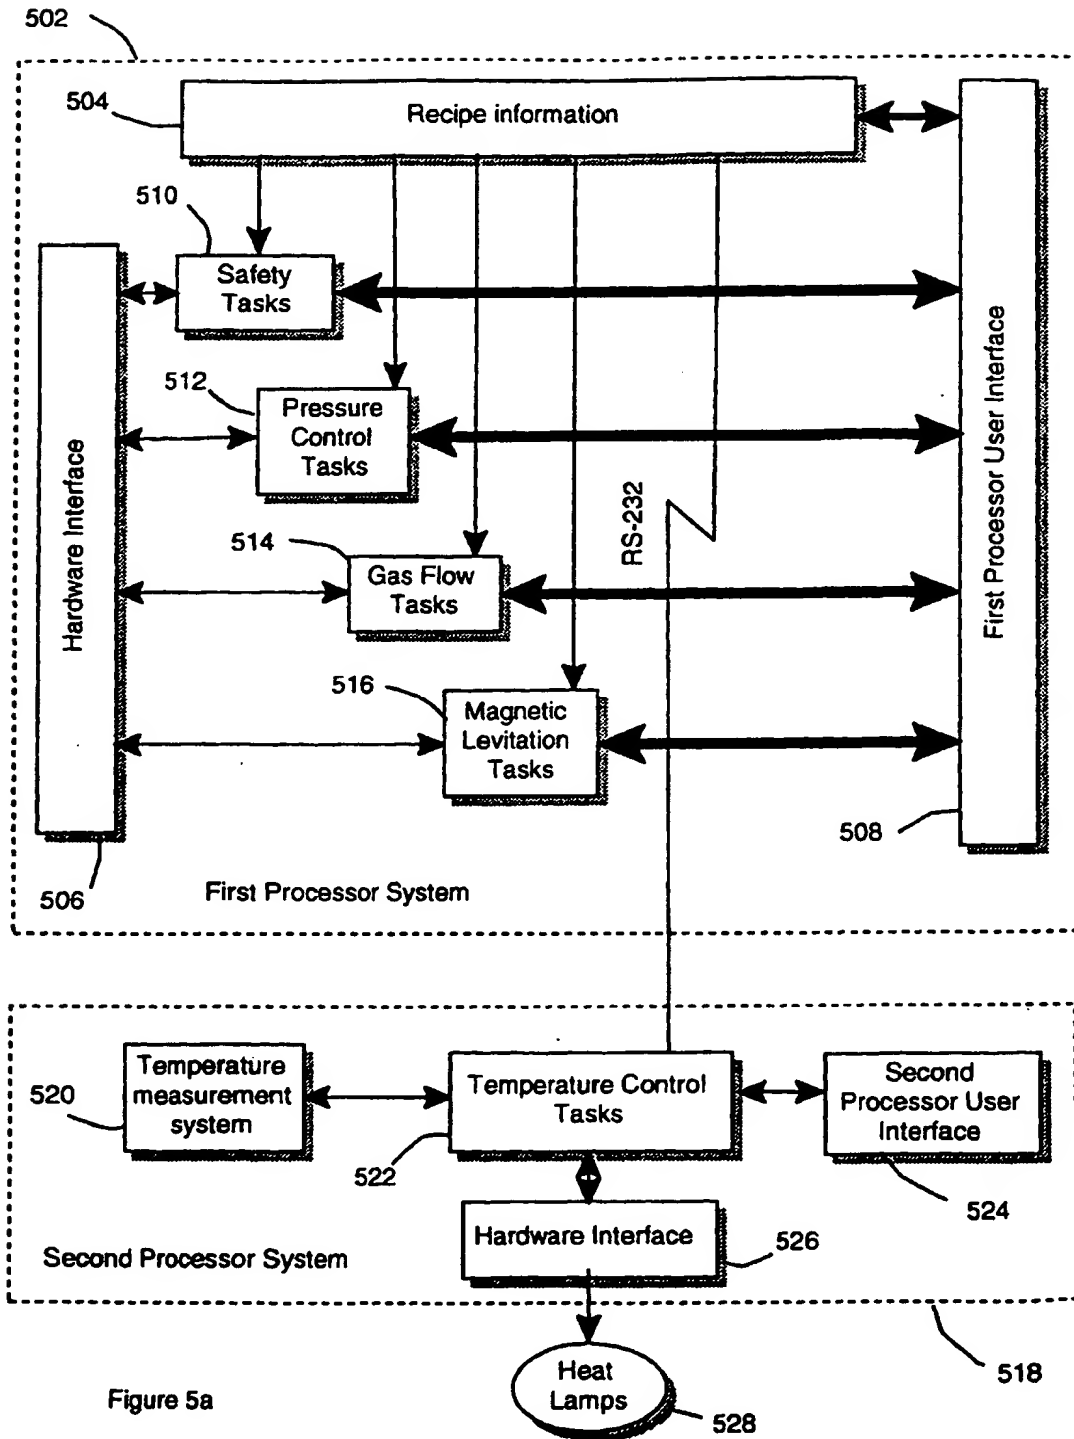 502
504
Recipe information
510
Safety
Tasks
512
Pressure
Control
Tasks
514
Gas Flow
Tasks
516
Magnetic
Levitation
Tasks
Hardware Interface
RS-232
First Processor User Interface
506
508
First Processor System
520
Temperature
measurement
system
Temperature Control
Tasks
522
Second
Processor User
Interface
524
Hardware Interface
526
Second Processor System
518
Heat
Lamps
528
Figure 5a